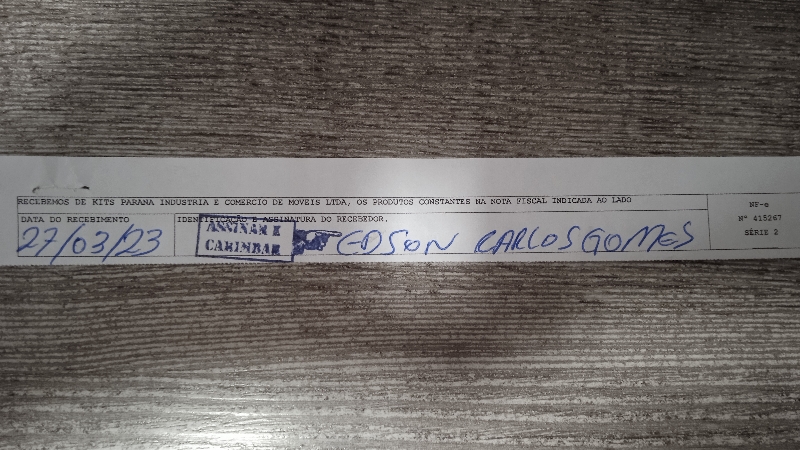 RECEBEMOS DE KITS PARANA INDUSTRIA E COMERCIO DE MOVEIS LTDA, OS PRODUTOS CONSTANTES NA NOTA FISCAL INDICADA AO LADO
DATA DO RECEBIMENTO
27/03/23
IDENTIFICAÇÃO E ASSINATURA DO RECEBEDOR.
ASSINAR E
CARIMBAR
EDSON CARLOS GOMES
NF-e
Nº 415267
SÉRIE 2